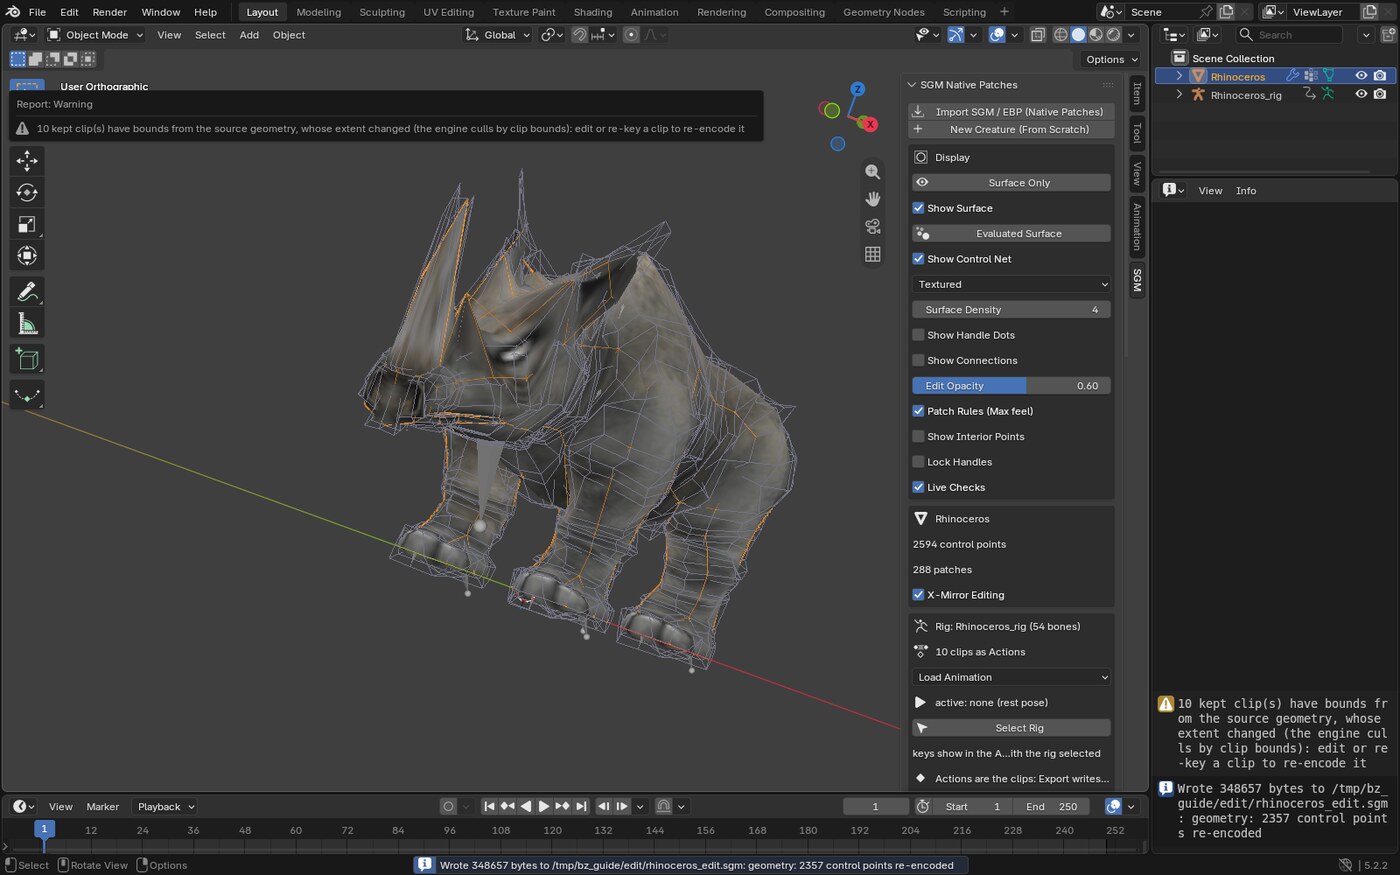 File Edit Render Window Help Layout Modeling Sculpting UV Editing Texture Paint Shading Animation Rendering Compositing Geometry Nodes Scripting + Scene ViewLayer
Object Mode View Select Add Object Global Search
Options
User Orthographic
Report: Warning
10 kept clip(s) have bounds from the source geometry, whose extent changed (the engine culls by clip bounds): edit or re-key a clip to re-encode it
Z
X
SGM Native Patches
Import SGM / EBP (Native Patches)
New Creature (From Scratch)
Display
Surface Only
Show Surface
Evaluated Surface
Show Control Net
Textured
Surface Density 4
Show Handle Dots
Show Connections
Edit Opacity 0.60
Patch Rules (Max feel)
Show Interior Points
Lock Handles
Live Checks
Rhinoceros
2594 control points
288 patches
X-Mirror Editing
Rig: Rhinoceros_rig (54 bones)
10 clips as Actions
Load Animation
active: none (rest pose)
Select Rig
keys show in the A...ith the rig selected
Actions are the clips: Export writes...
Item
Tool
View
Animation
SGM
Scene Collection
Rhinoceros
Rhinoceros_rig
View Info
10 kept clip(s) have bounds fr
om the source geometry, whose
extent changed (the engine cul
ls by clip bounds): edit or re
-key a clip to re-encode it
Wrote 348657 bytes to /tmp/bz_
guide/edit/rhinoceros_edit.sgm
: geometry: 2357 control point
s re-encoded
View Marker Playback 1 Start 1 End 250
1 12 24 36 48 60 72 84 96 108 120 132 144 156 168 180 192 204 216 228 240 252
Select Rotate View Options Wrote 348657 bytes to /tmp/bz_guide/edit/rhinoceros_edit.sgm: geometry: 2357 control points re-encoded 5.2.2